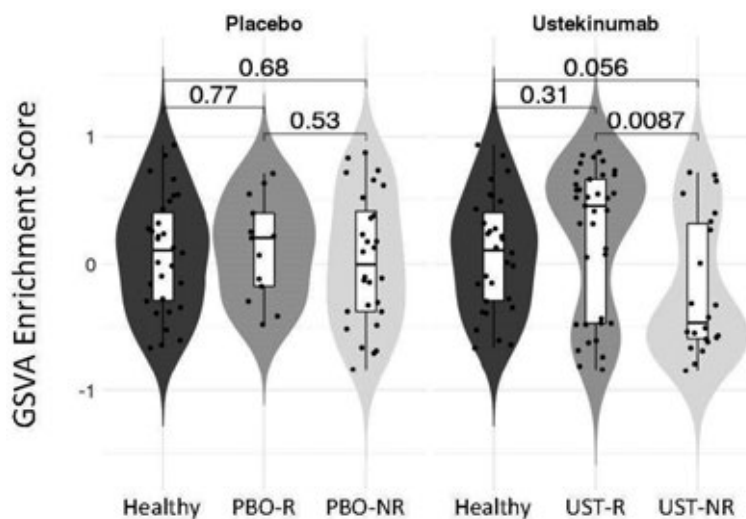 Placebo
Ustekinumab
0.68
0.77
0.53
0.056
0.31
0.0087
GSVA Enrichment Score
1
0
-1
Healthy PBO-R PBO-NR
Healthy UST-R UST-NR